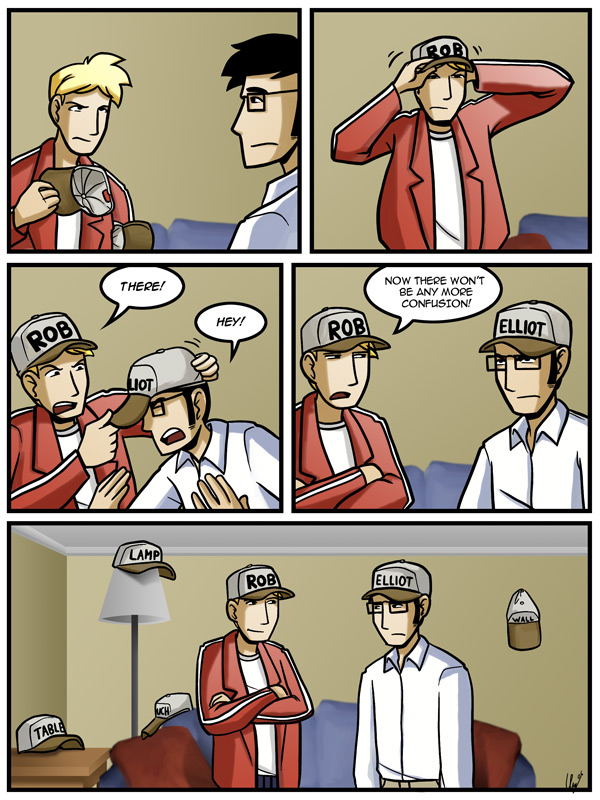 ROB
THERE!
HEY!
ROB
LIOT
NOW THERE WON'T
BE ANY MORE
CONFUSION!
ROB
ELLIOT
LAMP
ROB
ELLIOT
WALL
UCH
TABLE